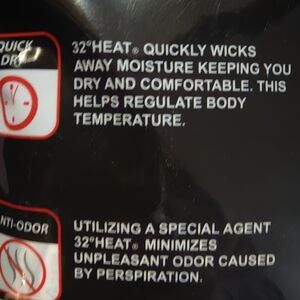 QUICK
DRY
32°HEAT® QUICKLY WICKS
AWAY MOISTURE KEEPING YOU
DRY AND COMFORTABLE. THIS
HELPS REGULATE BODY
TEMPERATURE.
NTI-ODOR
UTILIZING A SPECIAL AGENT
32°HEAT® MINIMIZES
UNPLEASANT ODOR CAUSED
BY PERSPIRATION.